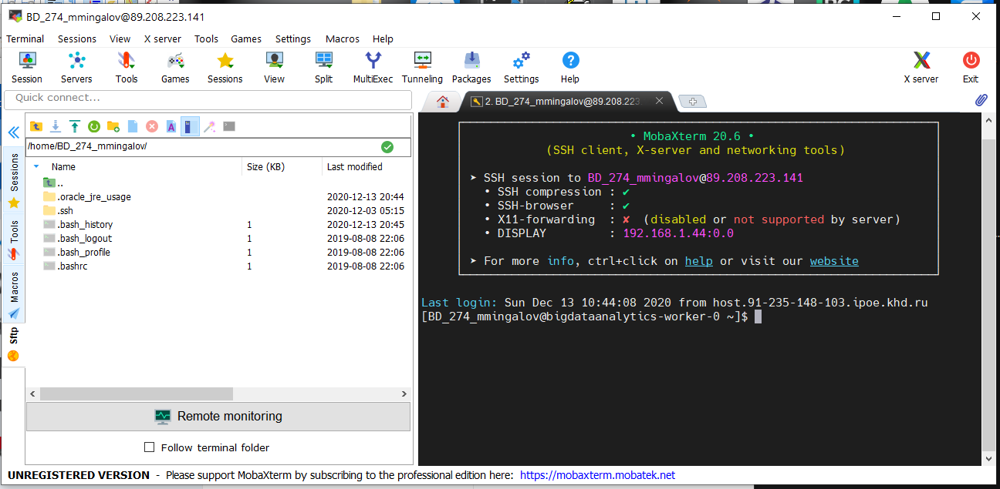 BD_274_mmingalov@89.208.223.141
Terminal Sessions View X server Tools Games Settings Macros Help
Session Servers Tools Games Sessions View Split MultiExec Tunneling Packages Settings Help X server Exit
Quick connect...
2. BD_274_mmingalov@89.208.223
/home/BD_274_mmingalov/
Name Size (KB) Last modified
..
.oracle_jre_usage 2020-12-13 20:44
.ssh 2020-12-03 05:15
.bash_history 1 2020-12-13 20:45
.bash_logout 1 2019-08-08 22:06
.bash_profile 1 2019-08-08 22:06
.bashrc 1 2019-08-08 22:06
Sessions
Tools
Macros
Sftp
Remote monitoring
Follow terminal folder
• MobaXterm 20.6 •
(SSH client, X-server and networking tools)
➤ SSH session to BD_274_mmingalov@89.208.223.141
• SSH compression : ✔
• SSH-browser : ✔
• X11-forwarding : ✘ (disabled or not supported by server)
• DISPLAY : 192.168.1.44:0.0
➤ For more info, ctrl+click on help or visit our website
Last login: Sun Dec 13 10:44:08 2020 from host.91-235-148-103.ipoe.khd.ru
[BD_274_mmingalov@bigdataanalytics-worker-0 ~]$
UNREGISTERED VERSION - Please support MobaXterm by subscribing to the professional edition here: https://mobaxterm.mobatek.net